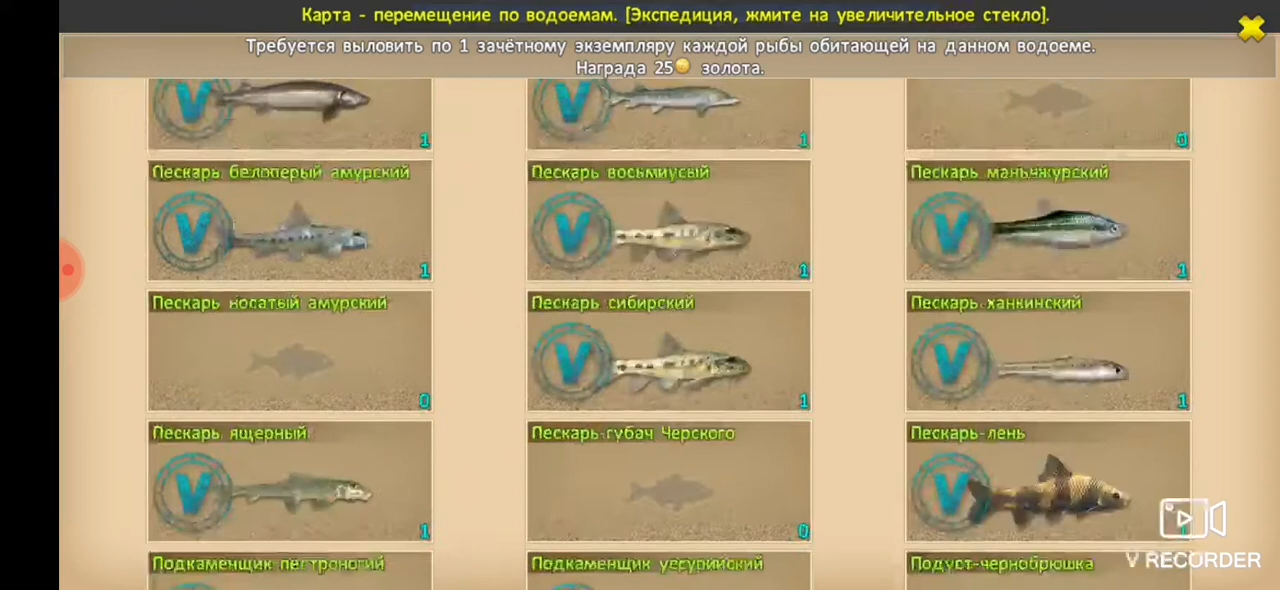 Карта - перемещение по водоемам. [Экспедиция, жмите на увеличительное стекло].
Требуется выловить по 1 зачётному экземпляру каждой рыбы обитающей на данном водоеме.
Награда 25 золота.
V 1 V 1 0
Пескарь белоперый амурский Пескарь восьмиусый Пескарь маньчжурский
V 1 V 1 V 1
Пескарь носатый амурский Пескарь сибирский Пескарь ханкинский
0 V 1 V 1
Пескарь ящерный Пескарь-губач Черского Пескарь-лень
V 1 0 V
V RECORDER
Подкаменщик пестроногий Подкаменщик уссурийский Подуст-чернобрюшка